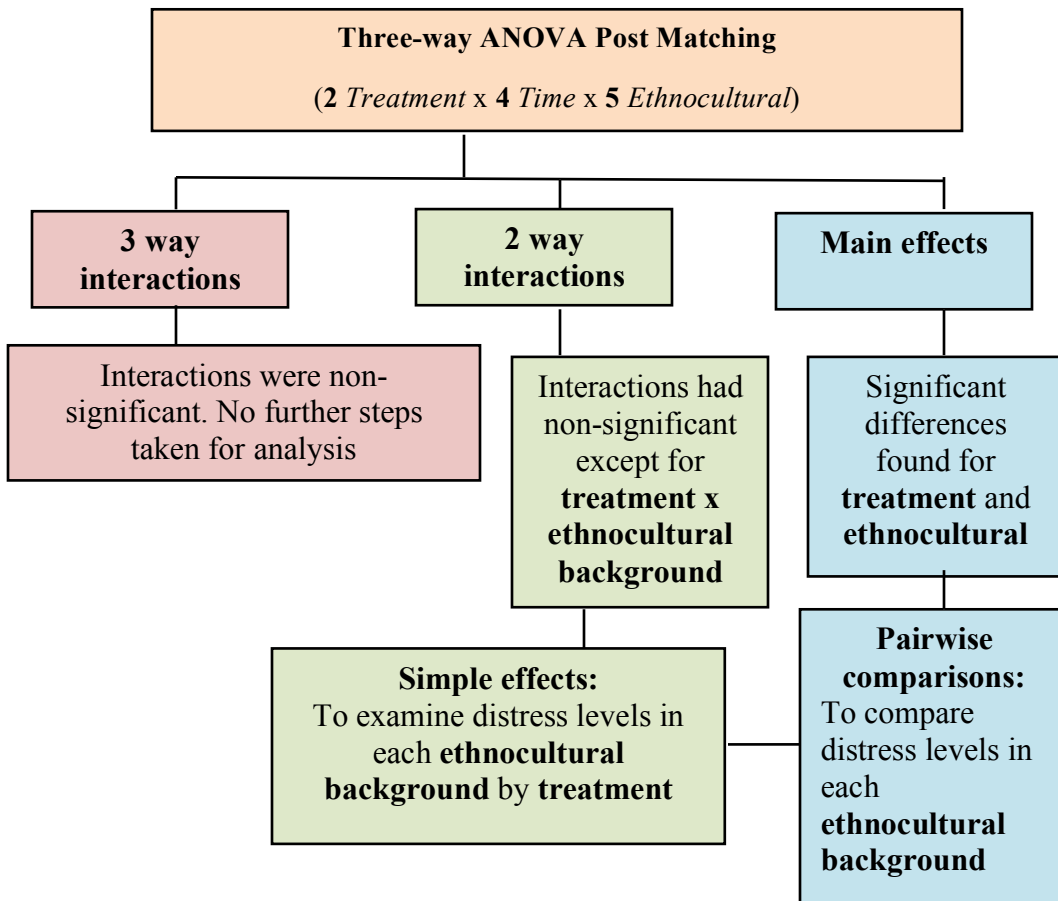 Three-way ANOVA Post Matching
(2 Treatment x 4 Time x 5 Ethnocultural)
3 way
interactions
2 way
interactions
Main effects
Interactions were non-
significant. No further steps
taken for analysis
Interactions had
non-significant
except for
treatment x
ethnocultural
background
Significant
differences
found for
treatment and
ethnocultural
Simple effects:
To examine distress levels in
each ethnocultural
background by treatment
Pairwise
comparisons:
To compare
distress levels in
each
ethnocultural
background